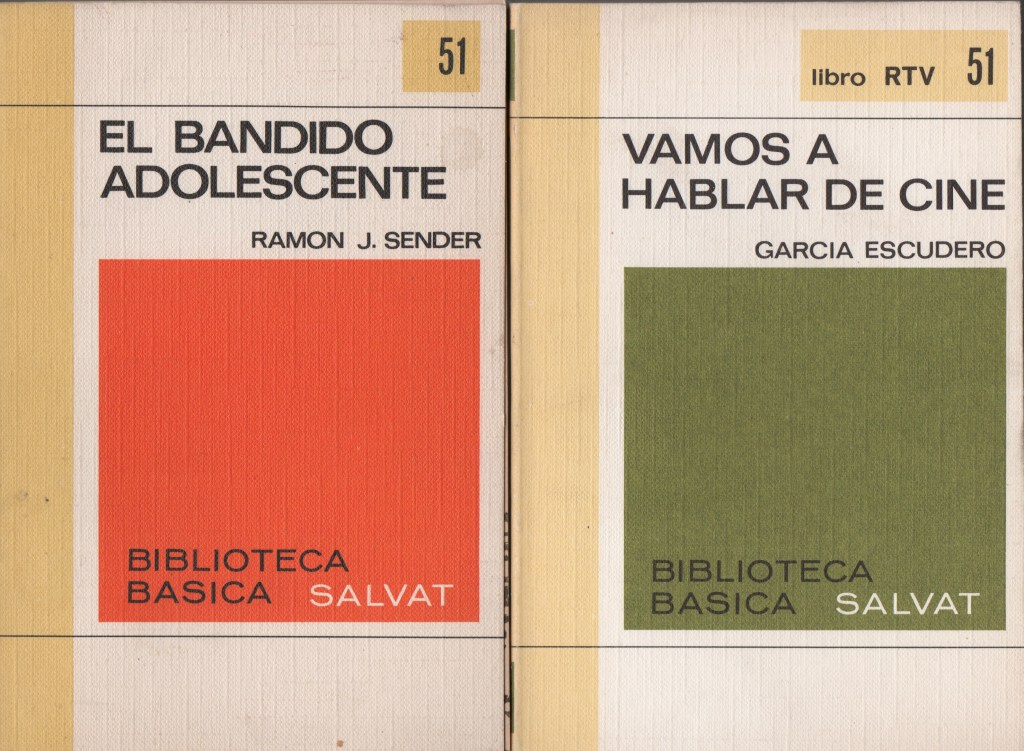 51
EL BANDIDO
ADOLESCENTE
RAMON J. SENDER
BIBLIOTECA
BASICA SALVAT
libro RTV 51
VAMOS A
HABLAR DE CINE
GARCIA ESCUDERO
BIBLIOTECA
BASICA SALVAT